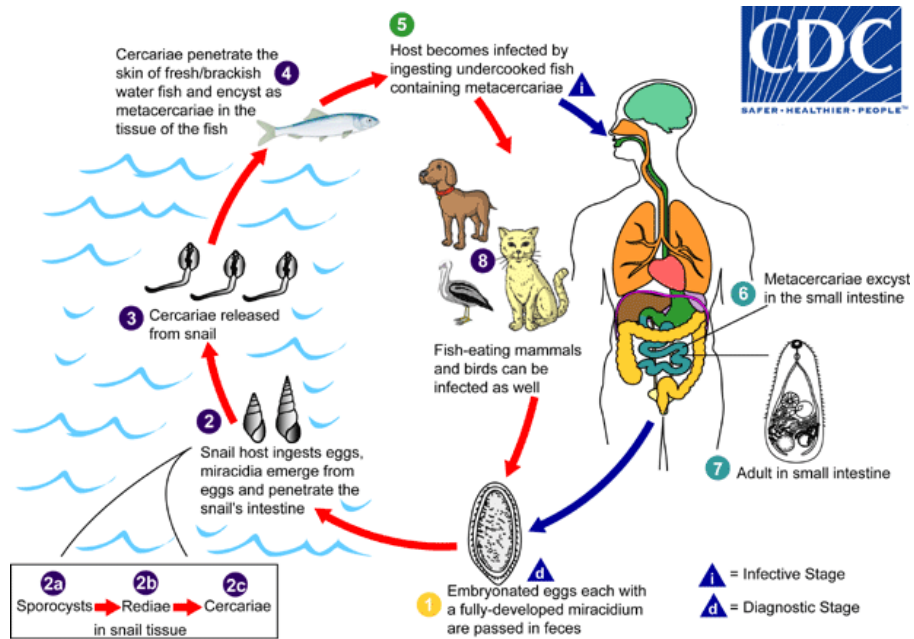 5
Host becomes infected by
ingesting undercooked fish
containing metacercariae
i
CDC
SAFER • HEALTHIER • PEOPLE™
Cercariae penetrate the
skin of fresh/brackish
water fish and encyst as
metacercariae in the
tissue of the fish
4
8
Fish-eating mammals
and birds can be
infected as well
6
Metacercariae excyst
in the small intestine
7
Adult in small intestine
3
Cercariae released
from snail
2
Snail host ingests eggs,
miracidia emerge from
eggs and penetrate the
snail's intestine
2a 2b 2c
Sporocysts Rediae Cercariae
in snail tissue
d
1
Embryonated eggs each with
a fully-developed miracidium
are passed in feces
i = Infective Stage
d = Diagnostic Stage